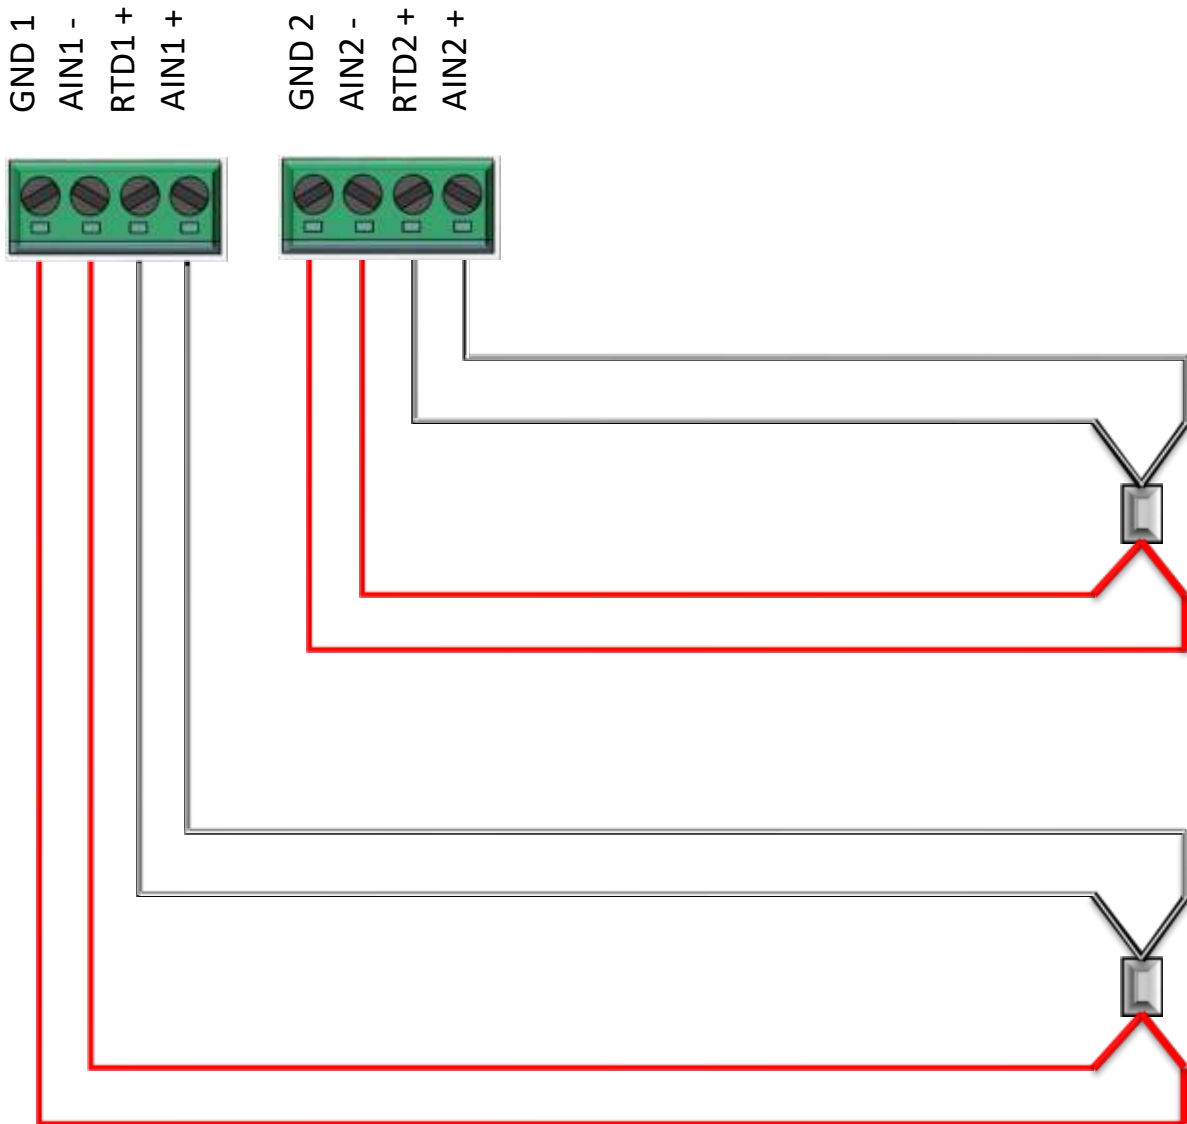 GND 1
AIN1 -
RTD1 +
AIN1 +
GND 2
AIN2 -
RTD2 +
AIN2 +